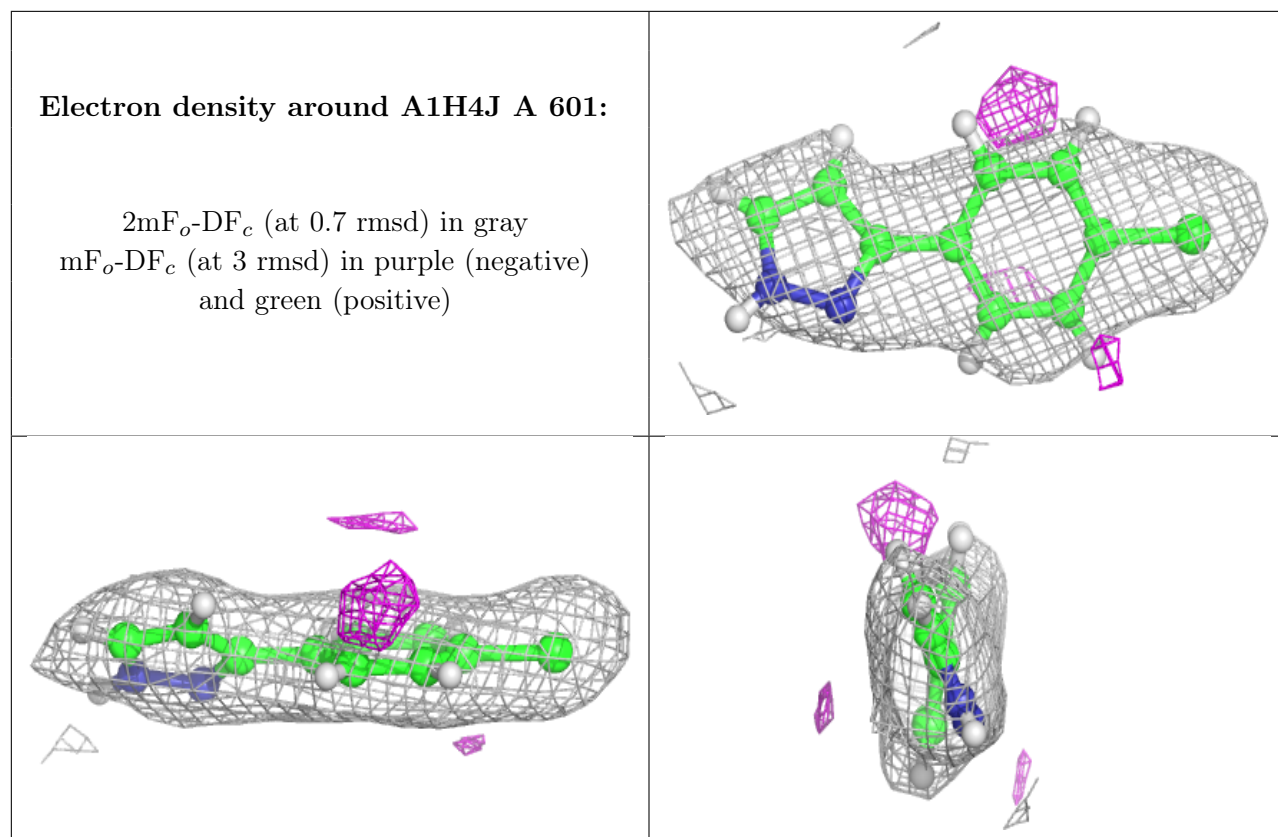 Electron density around A1H4J A 601:
2mFo-DFc (at 0.7 rmsd) in gray
mFo-DFc (at 3 rmsd) in purple (negative)
and green (positive)